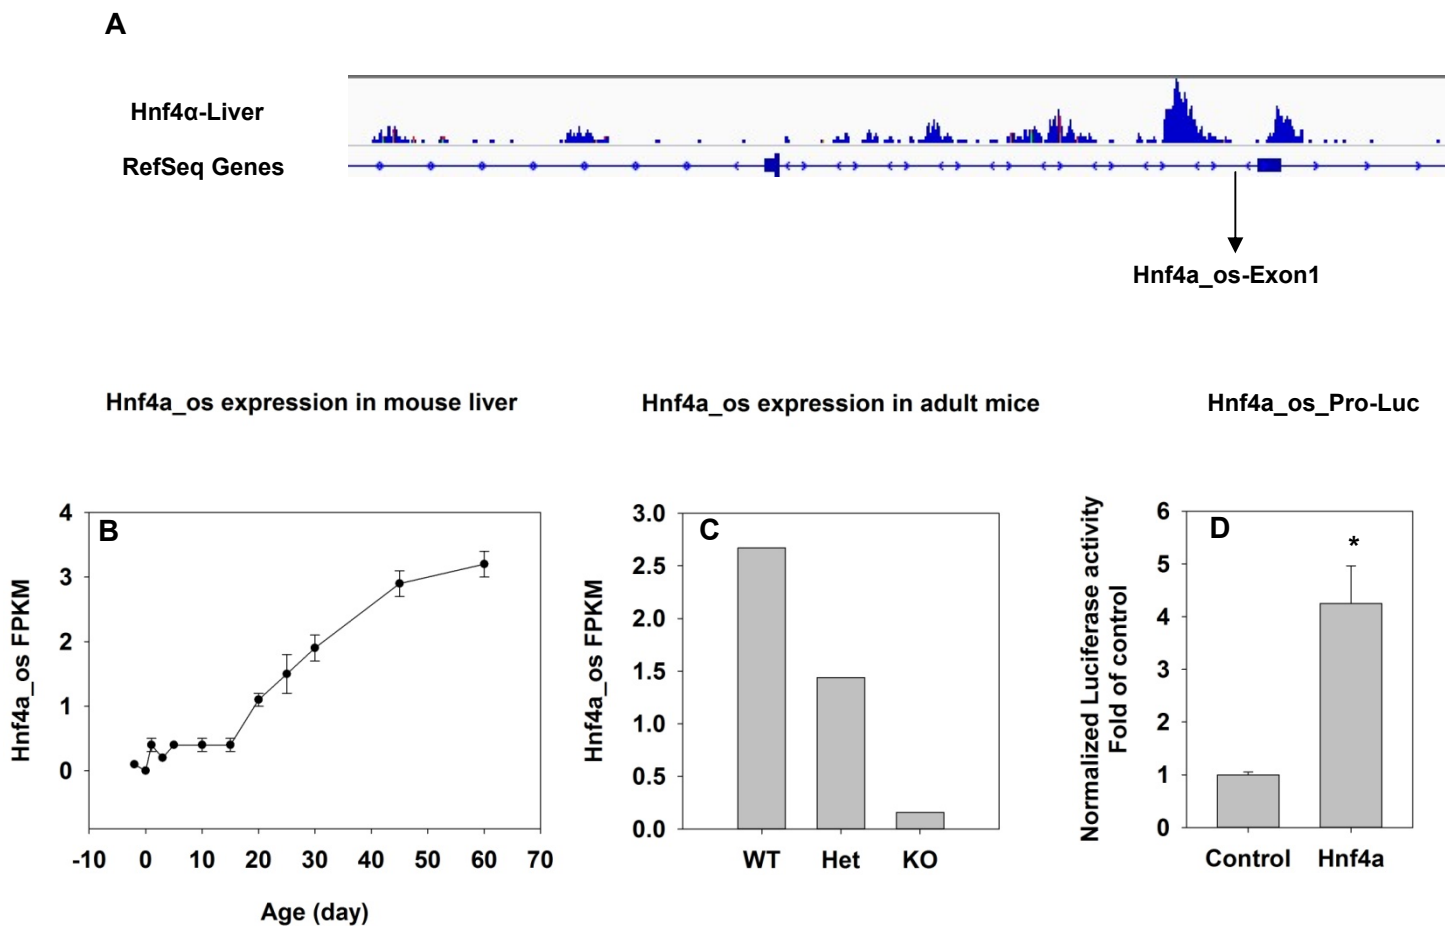 A
Hnf4α-Liver
RefSeq Genes
Hnf4a_os-Exon1
Hnf4a_os expression in mouse liver
Hnf4a_os expression in adult mice
Hnf4a_os_Pro-Luc
B
Hnf4a_os FPKM
4
3
2
1
0
-10 0 10 20 30 40 50 60 70
Age (day)
C
Hnf4a_os FPKM
3.0
2.5
2.0
1.5
1.0
0.5
0.0
WT Het KO
D
Normalized Luciferase activity
Fold of control
6
5
4
3
2
1
0
*
Control Hnf4a